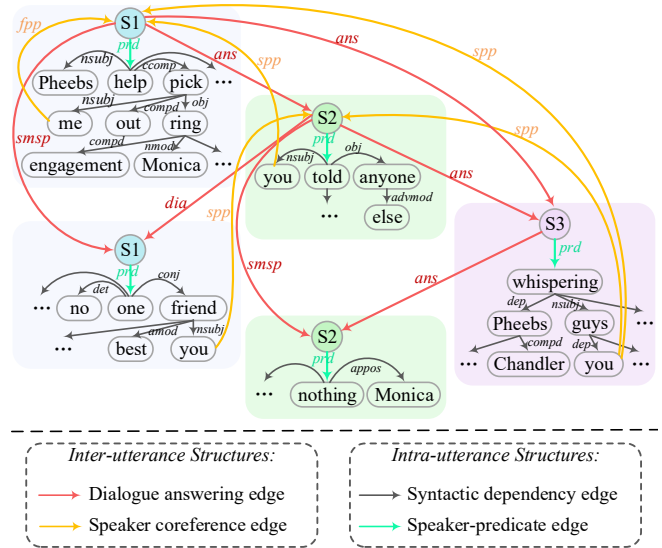 S1
fpp
prd
ans
ans
spp
spp
nsubj
ccomp
Pheebs
help
pick
...
nsubj
compd
obj
me
out
ring
smsp
compd
nmod
engagement
Monica
...
S2
prd
nsubj
obj
you
told
anyone
...
advmod
else
ans
spp
dia
spp
S1
prd
det
conj
...
no
one
friend
amod
nsubj
...
best
you
smsp
ans
S3
prd
whispering
dep
nsubj
...
Pheebs
guys
compd
dep
...
Chandler
you
...
S2
prd
appos
...
nothing
Monica
Inter-utterance Structures:
Dialogue answering edge
Speaker coreference edge
Intra-utterance Structures:
Syntactic dependency edge
Speaker-predicate edge